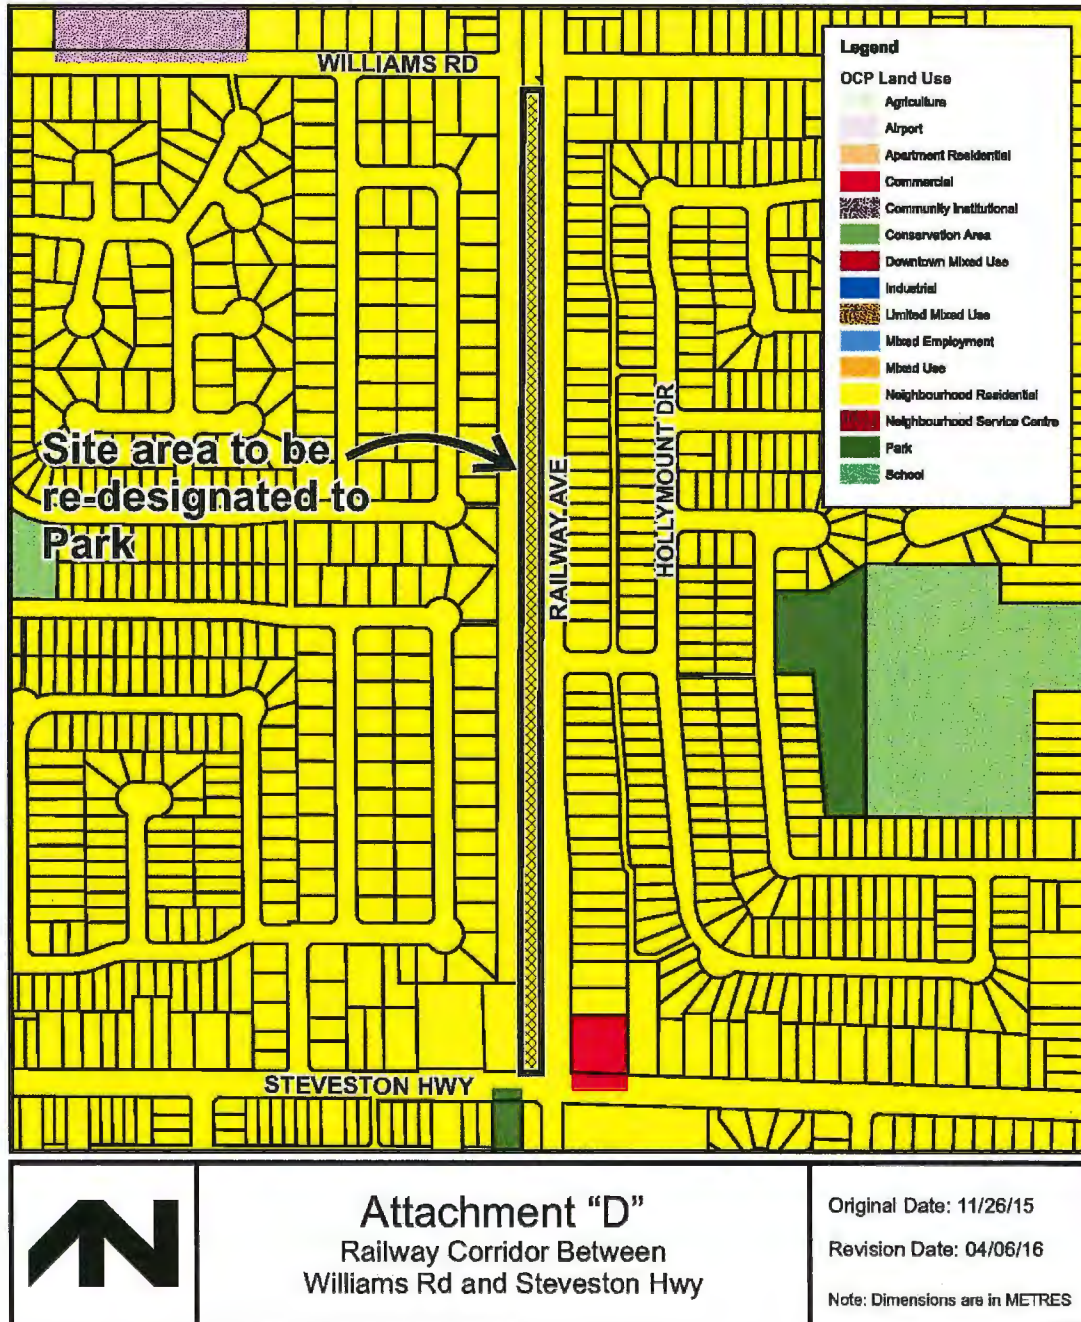 WILLIAMS RD
Legend
OCP Land Use
Agriculture
Airport
Apartment Residential
Commercial
Community Institutional
Conservation Area
Downtown Mixed Use
Industrial
Limited Mixed Use
Mixed Employment
Mixed Use
Neighbourhood Residential
Neighbourhood Service Centre
Park
School
Site area to be
re-designated to
Park
RAILWAY AVE
HOLLYMOUNT DR
STEVESTON HWY
Attachment “D”
Railway Corridor Between
Williams Rd and Steveston Hwy
Original Date: 11/26/15
Revision Date: 04/06/16
Note: Dimensions are in METRES